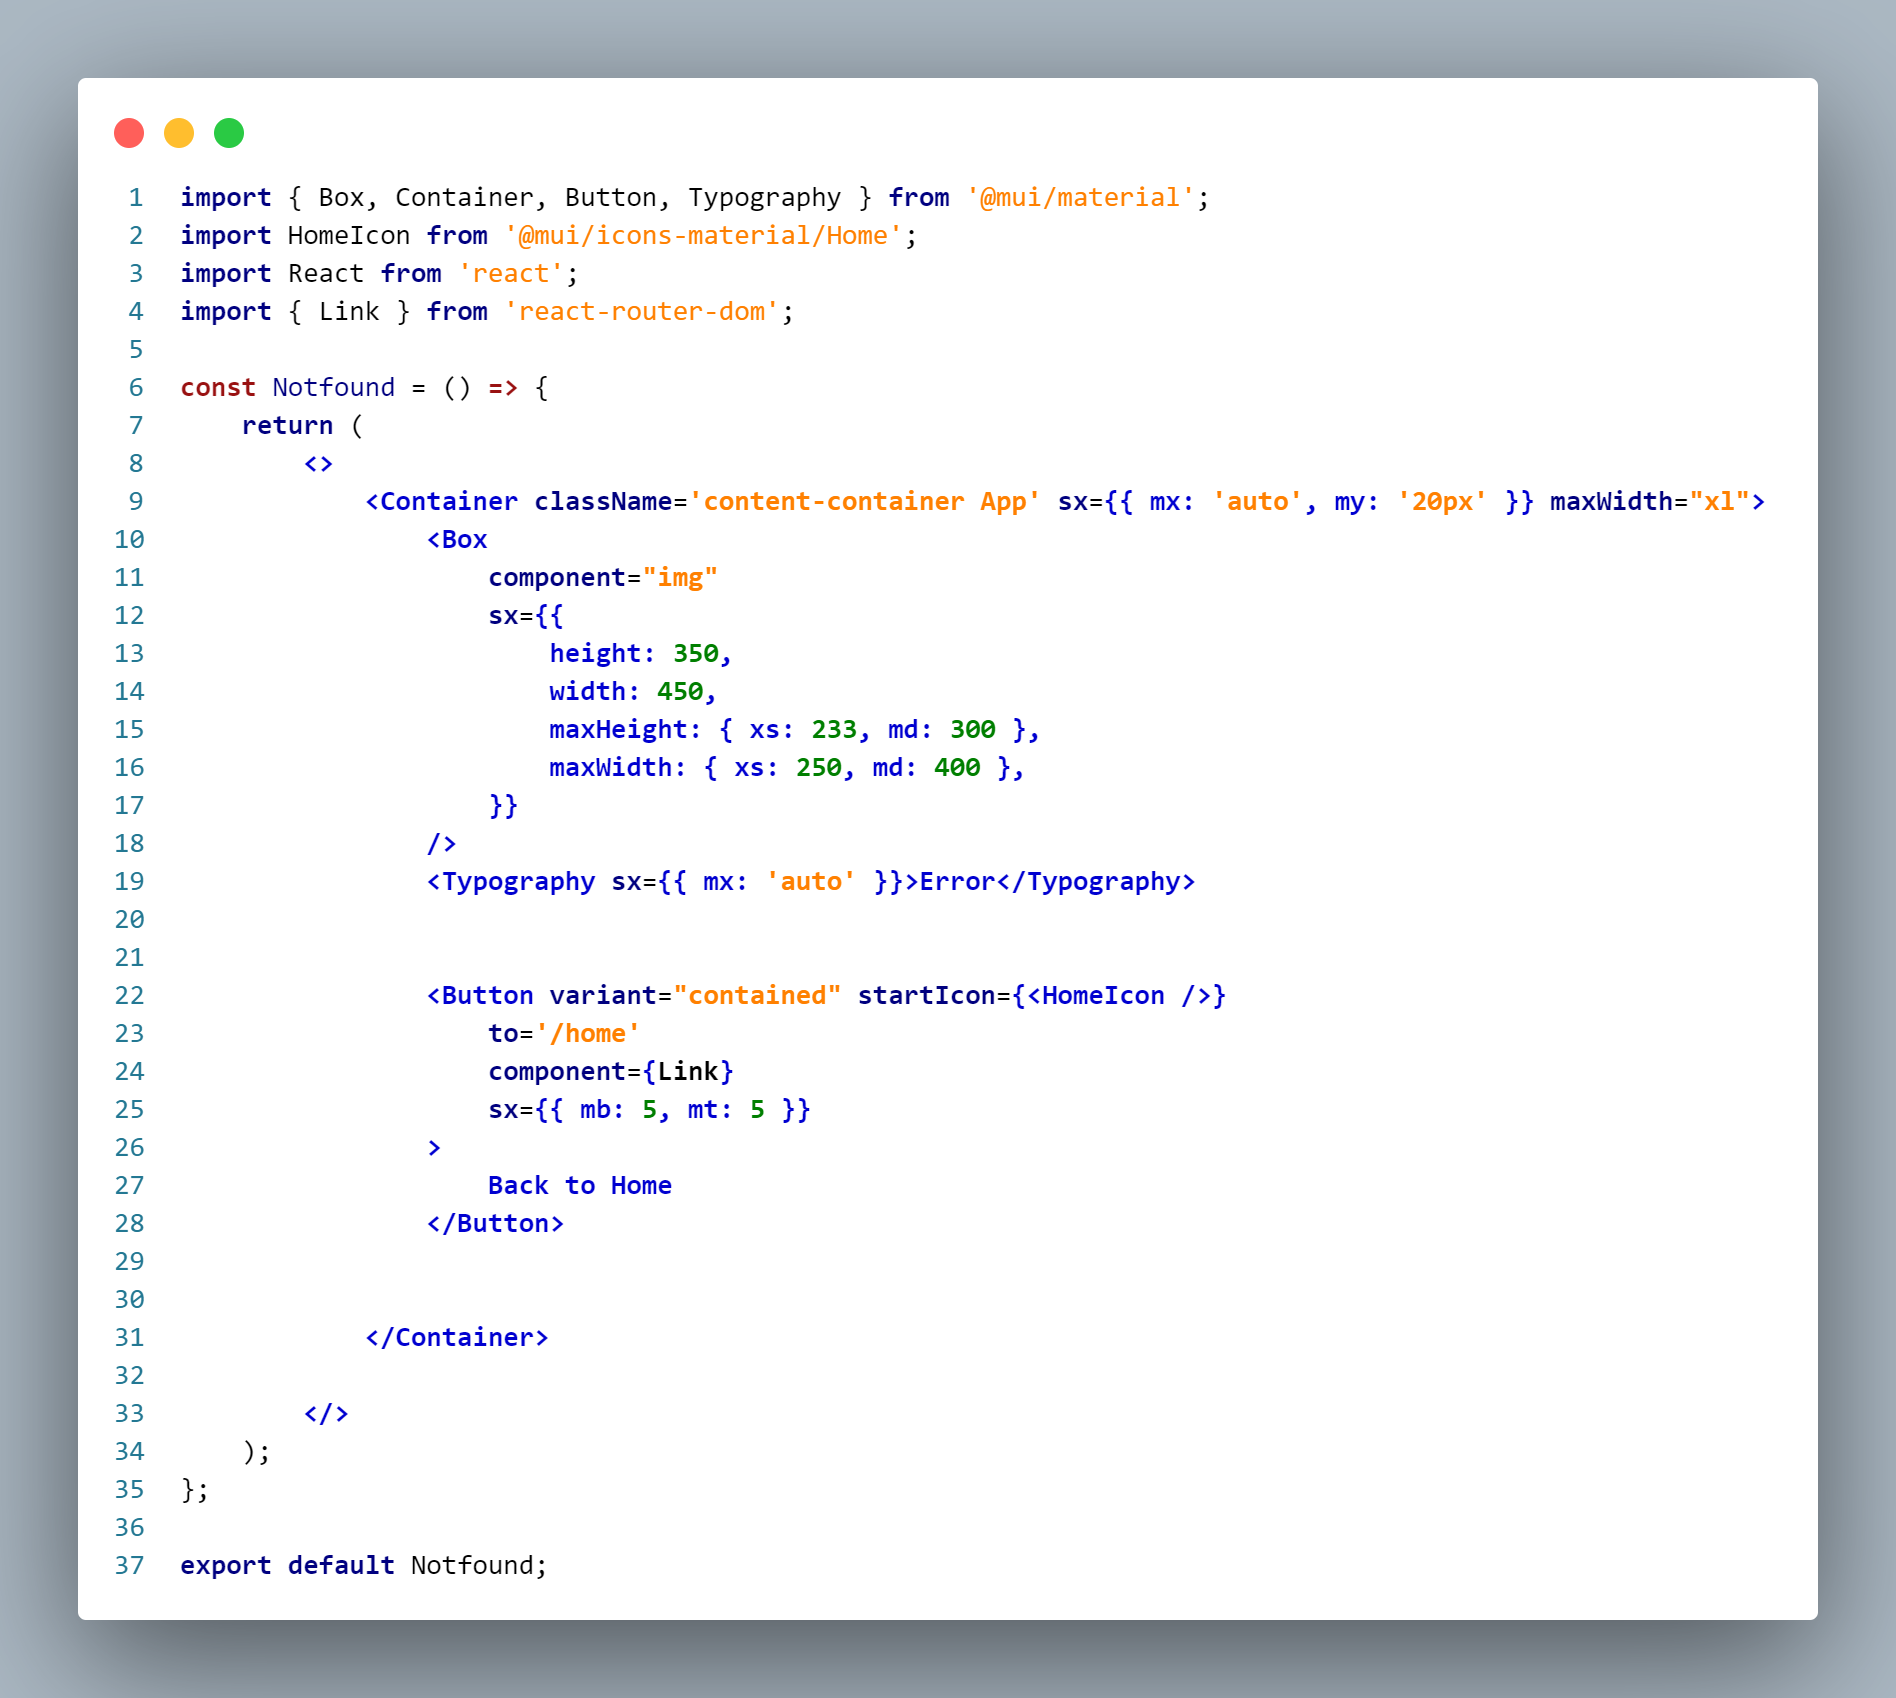 1 import { Box, Container, Button, Typography } from '@mui/material';
2 import HomeIcon from '@mui/icons-material/Home';
3 import React from 'react';
4 import { Link } from 'react-router-dom';
5
6 const Notfound = () => {
7     return (
8         <>
9             <Container className='content-container App' sx={{ mx: 'auto', my: '20px' }} maxWidth="xl">
10                 <Box
11                     component="img"
12                     sx={{
13                         height: 350,
14                         width: 450,
15                         maxHeight: { xs: 233, md: 300 },
16                         maxWidth: { xs: 250, md: 400 },
17                     }}
18                 />
19                 <Typography sx={{ mx: 'auto' }}>Error</Typography>
20
21
22                 <Button variant="contained" startIcon={<HomeIcon />}
23                     to='/home'
24                     component={Link}
25                     sx={{ mb: 5, mt: 5 }}
26                 >
27                     Back to Home
28                 </Button>
29
30
31             </Container>
32
33         </>
34     );
35 };
36
37 export default Notfound;